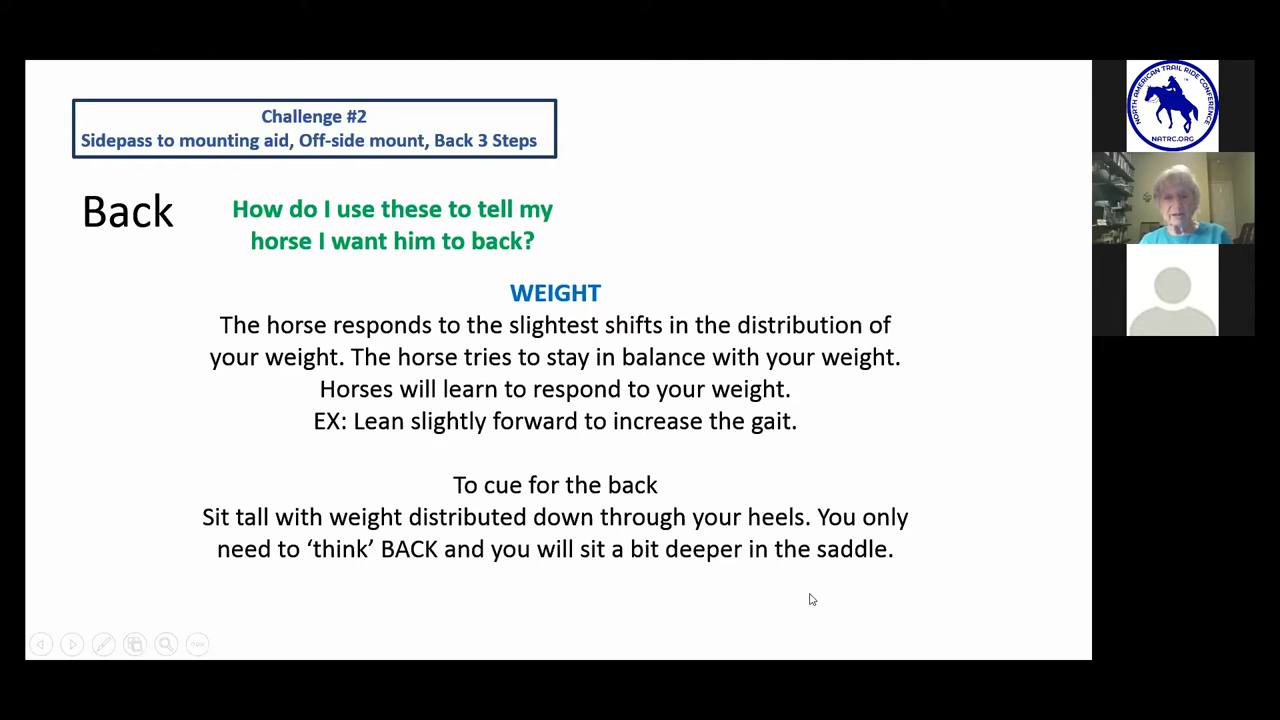 Challenge #2
Sidepass to mounting aid, Off-side mount, Back 3 Steps
Back
How do I use these to tell my
horse I want him to back?
WEIGHT
The horse responds to the slightest shifts in the distribution of
your weight. The horse tries to stay in balance with your weight.
Horses will learn to respond to your weight.
EX: Lean slightly forward to increase the gait.
To cue for the back
Sit tall with weight distributed down through your heels. You only
need to ‘think’ BACK and you will sit a bit deeper in the saddle.
NORTH AMERICAN TRAIL RIDE CONFERENCE
NATRC.ORG